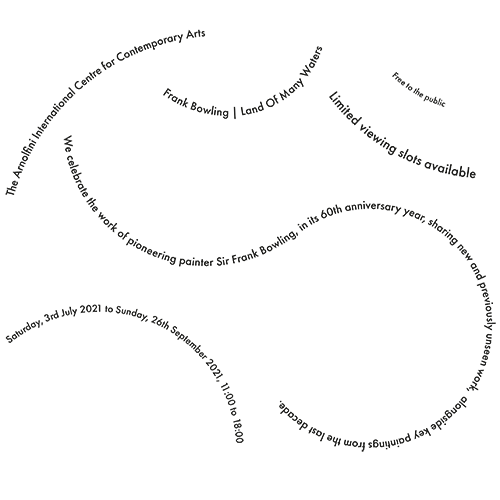 The Arnolfini International Centre for Contemporary Arts
Frank Bowling | Land Of Many Waters
Free to the public
Limited viewing slots available
We celebrate the work of pioneering painter Sir Frank Bowling, in its 60th anniversary year, sharing new and previously unseen work, alongside key paintings from the last decade.
Saturday, 3rd July 2021 to Sunday, 26th September 2021, 11:00 to 18:00